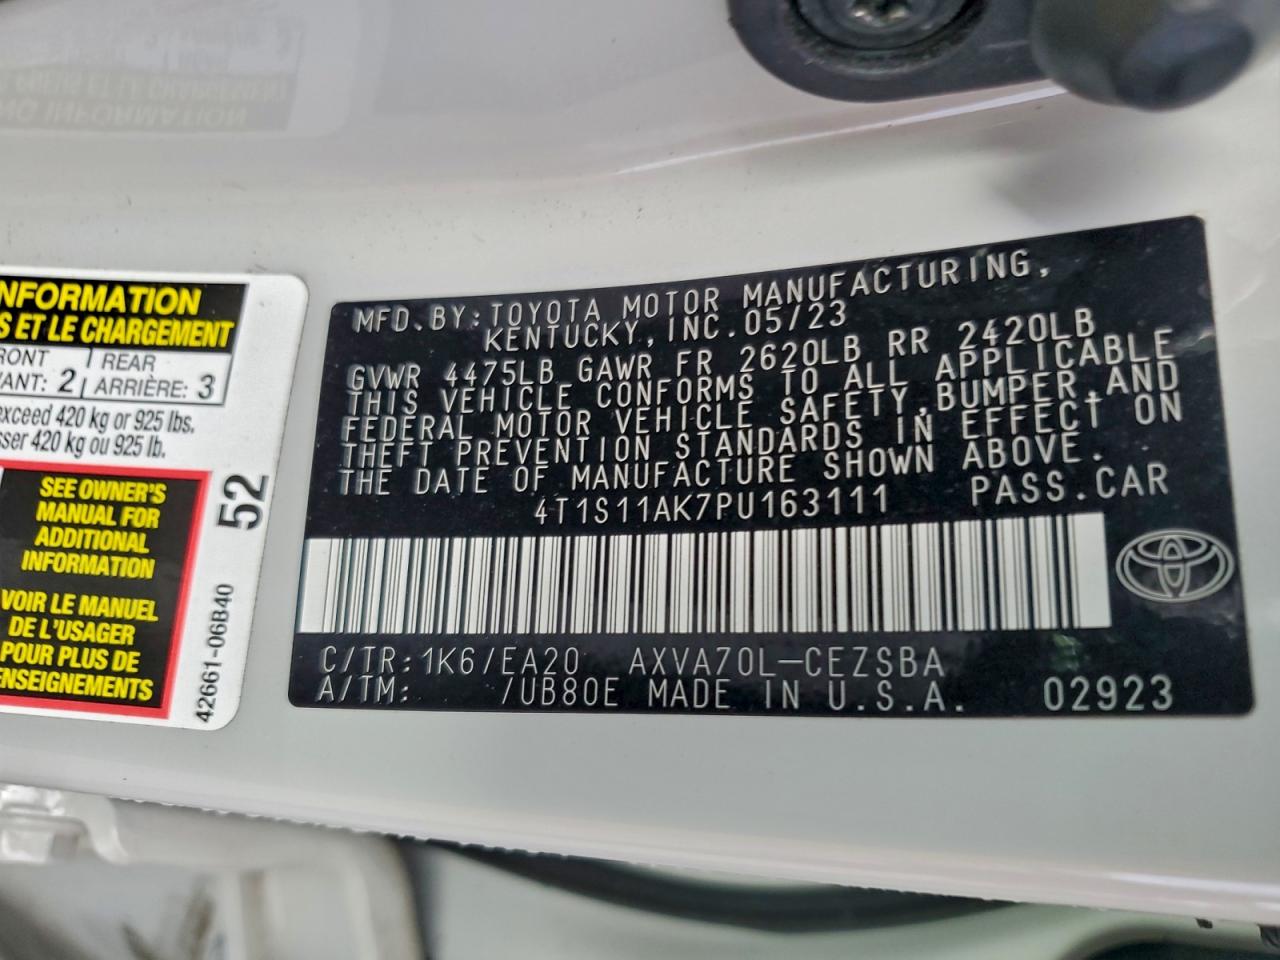 MFD.BY:TOYOTA MOTOR MANUFACTURING,
KENTUCKY,INC.05/23
GVWR 4475LB GAWR FR 2620LB RR 2420LB
THIS VEHICLE CONFORMS TO ALL APPLICABLE
FEDERAL MOTOR VEHICLE SAFETY,BUMPER,AND
THEFT PREVENTION STANDARDS IN EFFECT ON
THE DATE OF MANUFACTURE SHOWN ABOVE.
4T1S11AK7PU163111 PASS.CAR
C/TR:1K6/EA20 AXVA70L-CEZSBA
A/TM: /UB80E MADE IN U.S.A. 02923
NFORMATION
S ET LE CHARGEMENT
RONT REAR
VANT: 2 ARRIÈRE: 3
exceed 420 kg or 925 lbs.
sser 420 kg ou 925 lb.
SEE OWNER'S
MANUAL FOR
ADDITIONAL
INFORMATION
VOIR LE MANUEL
DE L'USAGER
POUR PLUS DE
ENSEIGNEMENTS
52
42661-06B40